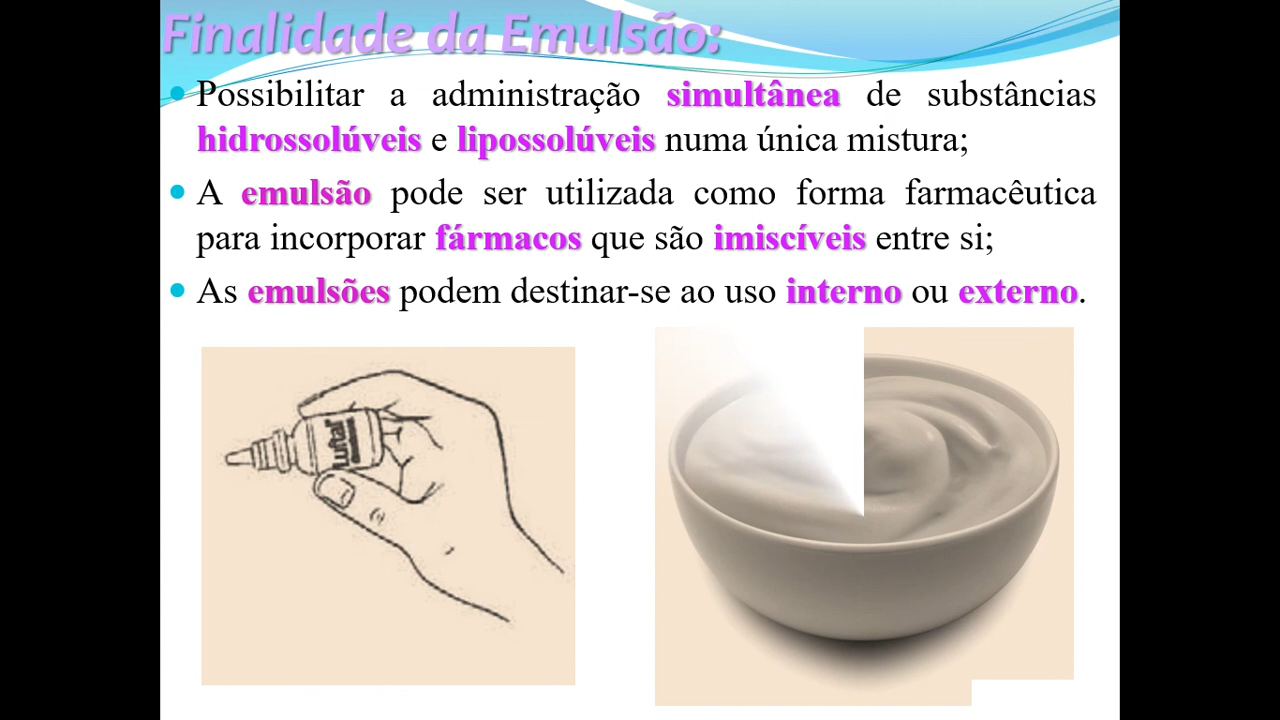 Finalidade da Emulsão:
Possibilitar a administração simultânea de substâncias
hidrossolúveis e lipossolúveis numa única mistura;
A emulsão pode ser utilizada como forma farmacêutica
para incorporar fármacos que são imiscíveis entre si;
As emulsões podem destinar-se ao uso interno ou externo.
Luftal